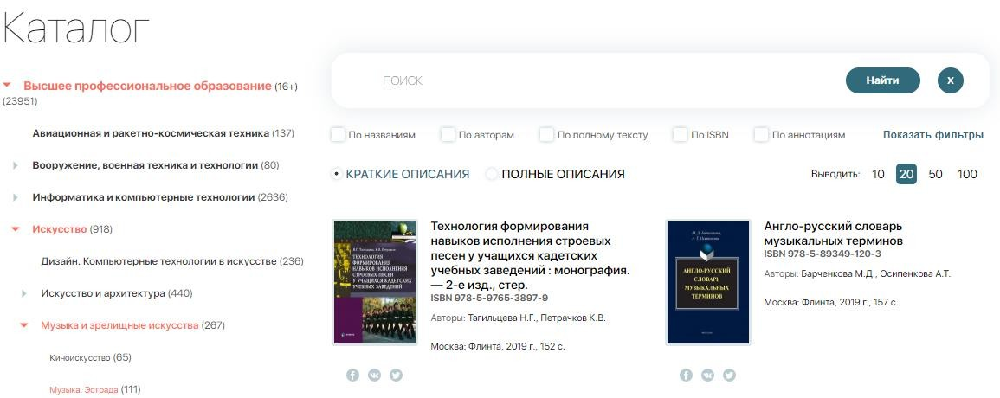 Каталог
Высшее профессиональное образование (16+)
(23951)
Авиационная и ракетно-космическая техника (137)
Вооружение, военная техника и технологии (80)
Информатика и компьютерные технологии (2636)
Искусство (918)
Дизайн. Компьютерные технологии в искусстве (236)
Искусство и архитектура (440)
Музыка и зрелищные искусства (267)
Киноискусство (65)
Музыка. Эстрада (111)
ПОИСК
Найти
X
По названиям
По авторам
По полному тексту
По ISBN
По аннотациям
Показать фильтры
КРАТКИЕ ОПИСАНИЯ
ПОЛНЫЕ ОПИСАНИЯ
Выводить: 10 20 50 100
Н.Г. Тагильцева, К.В. Петрачков
ТЕХНОЛОГИЯ
ФОРМИРОВАНИЯ
НАВЫКОВ ИСПОЛНЕНИЯ
СТРОЕВЫХ ПЕСЕН
У УЧАЩИХСЯ КАДЕТСКИХ
УЧЕБНЫХ ЗАВЕДЕНИЙ
Технология формирования
навыков исполнения строевых
песен у учащихся кадетских
учебных заведений : монография.
— 2-е изд., стер.
ISBN 978-5-9765-3897-9
Авторы: Тагильцева Н.Г., Петрачков К.В.
Москва: Флинта, 2019 г., 152 с.
М. Д. Барченкова,
А. Т. Осипенкова
АНГЛО-РУССКИЙ
СЛОВАРЬ
МУЗЫКАЛЬНЫХ
ТЕРМИНОВ
Англо-русский словарь
музыкальных терминов
ISBN 978-5-89349-120-3
Авторы: Барченкова М.Д., Осипенкова А.Т.
Москва: Флинта, 2019 г., 157 с.